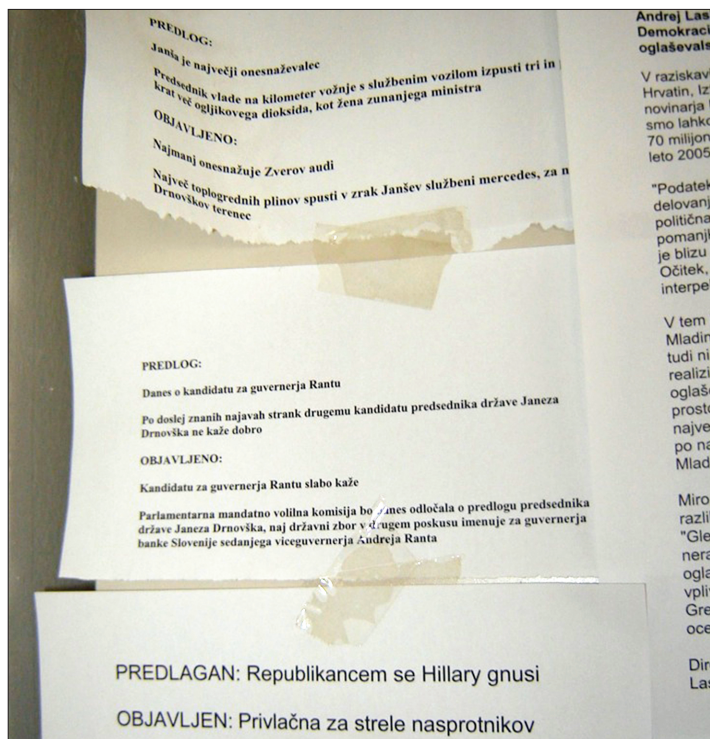 PREDLOG:
Janša je največji onesnaževalec
Predsednik vlade na kilometer vožnje s službenim vozilom izpusti tri in
krat več ogljikovega dioksida, kot žena zunanjega ministra
OBJAVLJENO:
Najmanj onesnažuje Zverov audi
Največ toplogrednih plinov spusti v zrak Janšev službeni mercedes, za n
Drnovškov terenec
PREDLOG:
Danes o kandidatu za guvernerja Rantu
Po doslej znanih najavah strank drugemu kandidatu predsednika države Janeza
Drnovška ne kaže dobro
OBJAVLJENO:
Kandidatu za guvernerja Rantu slabo kaže
Parlamentarna mandatno volilna komisija bo danes odločala o predlogu predsednika
države Janeza Drnovška, naj državni zbor v drugem poskusu imenuje za guvernerja
banke Slovenije sedanjega viceguvernerja Andreja Ranta
PREDLAGAN: Republikancem se Hillary gnusi
OBJAVLJEN: Privlačna za strele nasprotnikov
Andrej Las
Demokraci
oglaševals
V raziskav
Hrvatin, Iz
novinarja
smo lahko
70 milijon
leto 2005
"Podatek
delovanj
politična
pomanjk
je blizu
Očitek,
interpe
V tem
Mladin
tudi ni
realizi
oglaše
prosto
najve
po na
Mlad
Miro
razli
"Gle
nera
ogla
vpliv
Gre
oce
Dir
Las